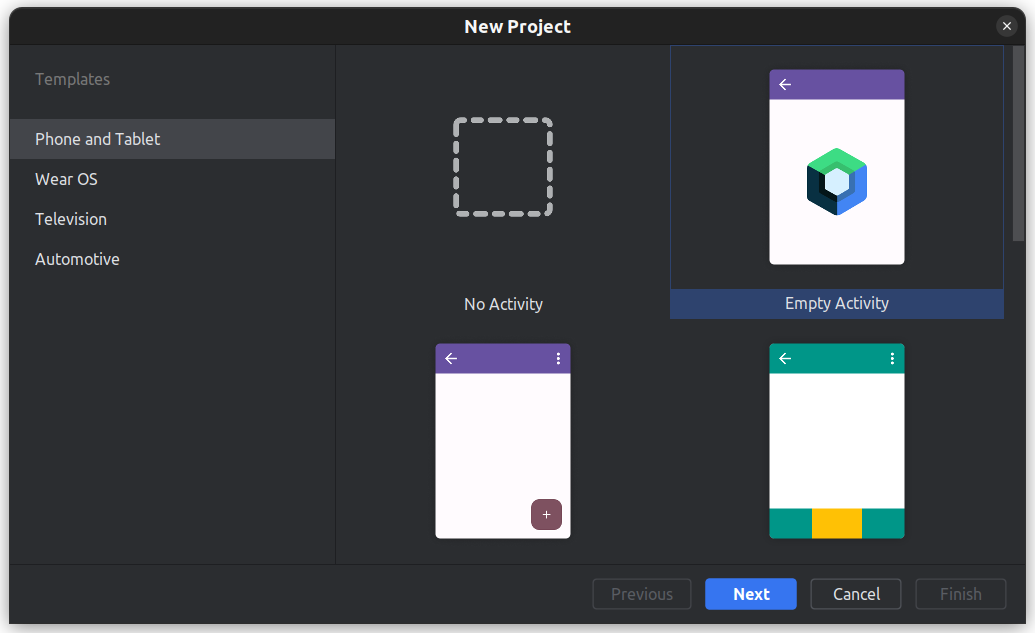 New Project
Templates
Phone and Tablet
Wear OS
Television
Automotive
No Activity
Empty Activity
Previous
Next
Cancel
Finish